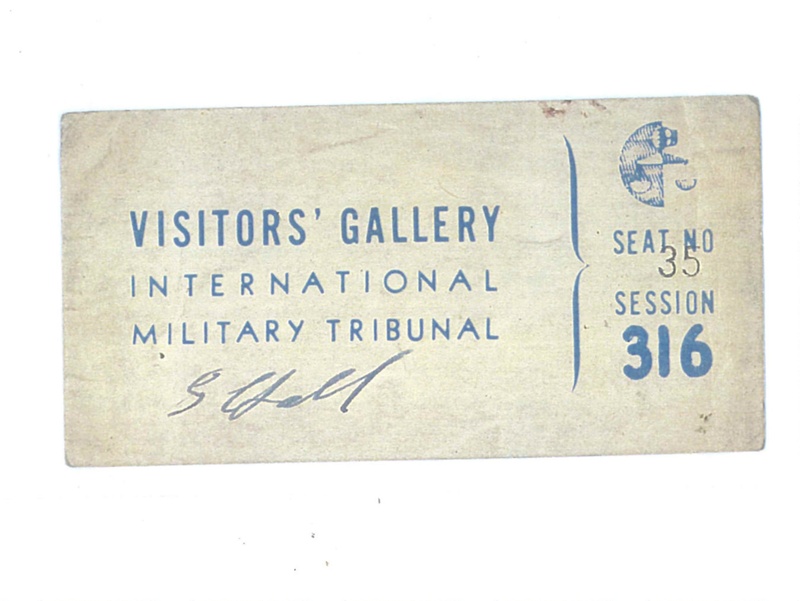 VISITORS' GALLERY
INTERNATIONAL
MILITARY TRIBUNAL
SEAT NO
35
SESSION
316